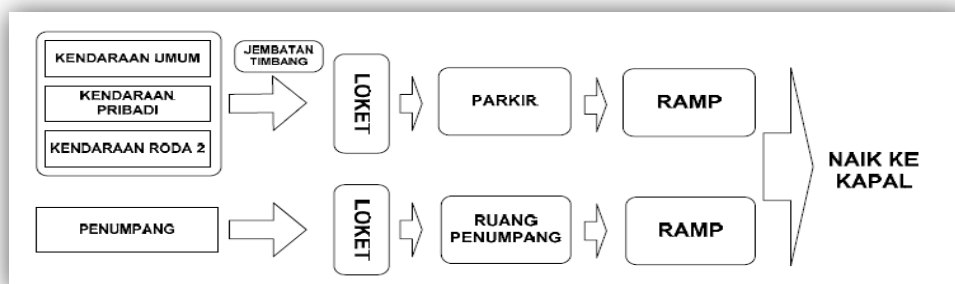 KENDARAAN UMUM
KENDARAAN
PRIBADI
KENDARAAN RODA 2
JEMBATAN
TIMBANG
LOKET
PARKIR
RAMP
PENUMPANG
LOKET
RUANG
PENUMPANG
RAMP
NAIK KE
KAPAL